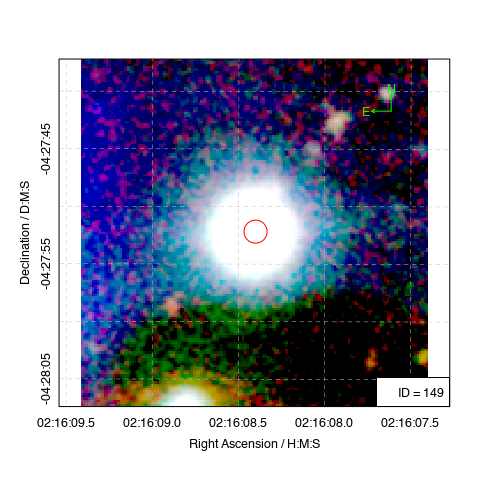 N
E
-04:27:45
-04:27:55
-04:28:05
Declination / D:M:S
ID = 149
02:16:09.5 02:16:09.0 02:16:08.5 02:16:08.0 02:16:07.5
Right Ascension / H:M:S